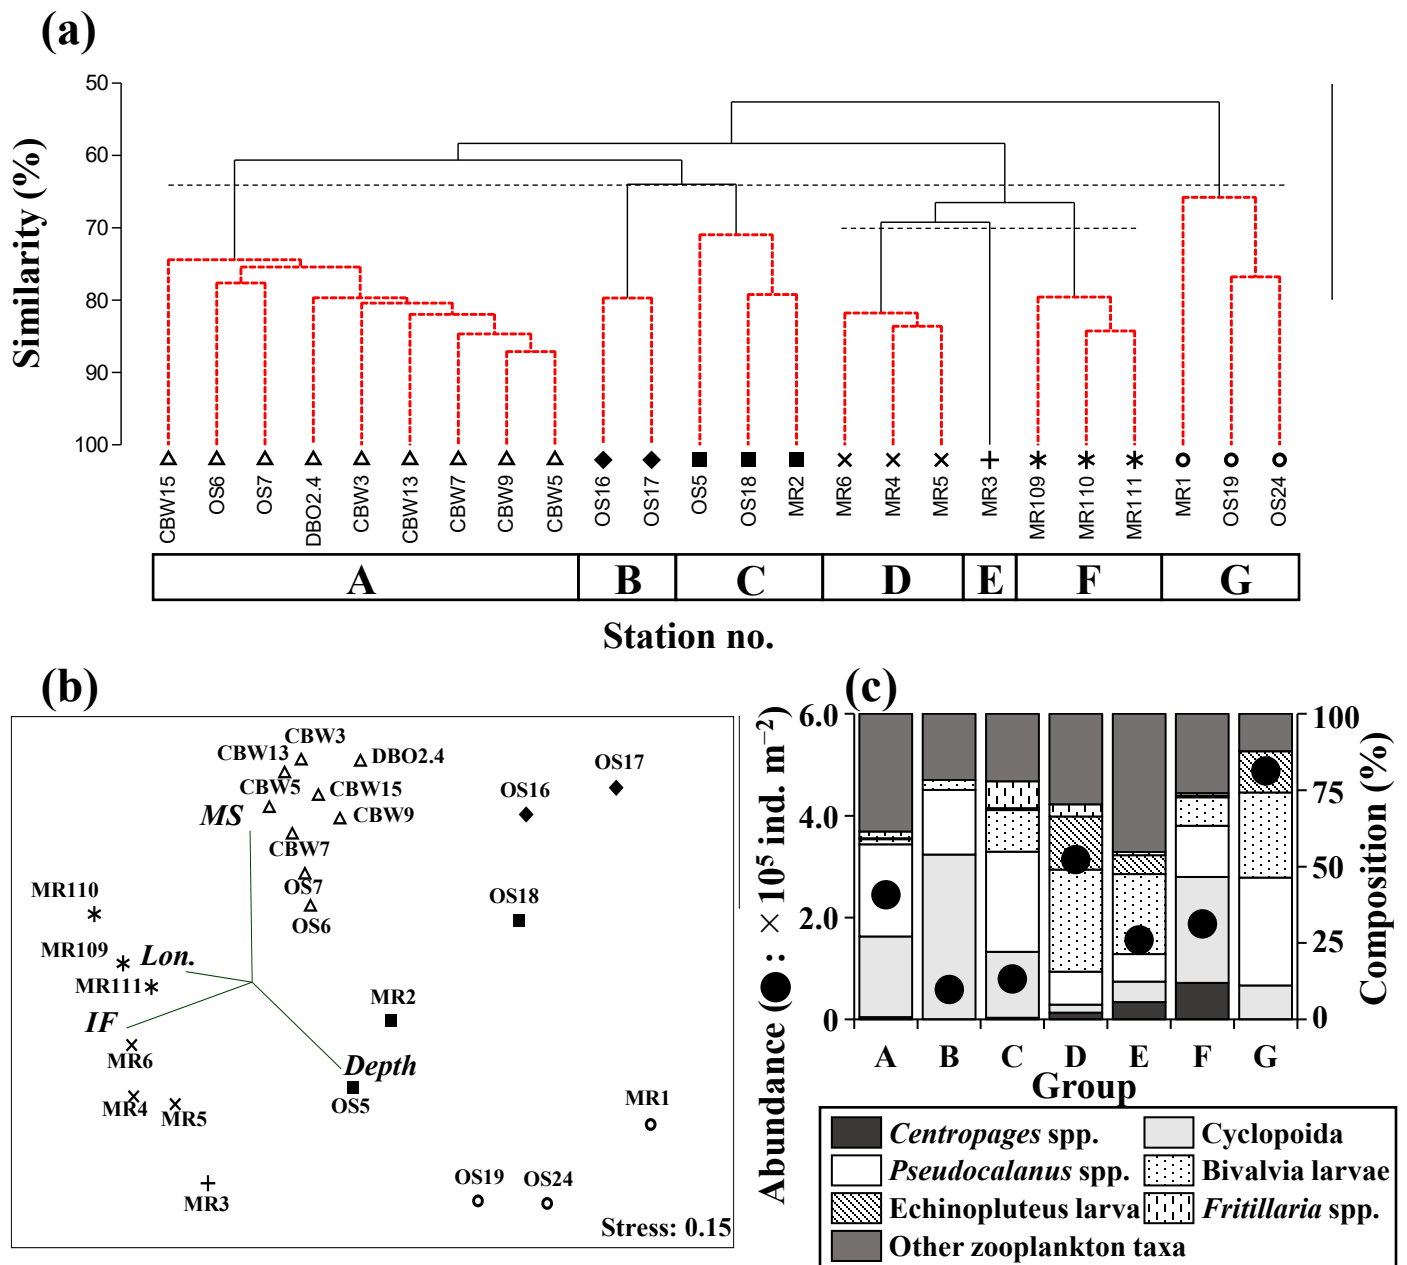 (a)
Similarity (%)
50
60
70
80
90
100
CBW15
OS6
OS7
DBO2.4
CBW3
CBW13
CBW7
CBW9
CBW5
OS16
OS17
OS5
OS18
MR2
MR6
MR4
MR5
MR3
MR109
MR110
MR111
MR1
OS19
OS24
A B C D E F G
Station no.
(b)
CBW3
CBW13
DBO2.4
CBW5
CBW15
MS
CBW9
CBW7
OS7
OS6
OS17
OS16
OS18
MR110
MR109
Lon.
MR111
IF
MR6
MR2
Depth
OS5
MR4
MR5
MR1
MR3
OS19
OS24
Stress: 0.15
(c)
Abundance (●: × 10⁵ ind. m⁻²)
6.0
4.0
2.0
0.0
100
75
50
25
0
Composition (%)
A B C D E F G
Group
Centropages spp.
Cyclopoida
Pseudocalanus spp.
Bivalvia larvae
Echinopluteus larva
Fritillaria spp.
Other zooplankton taxa